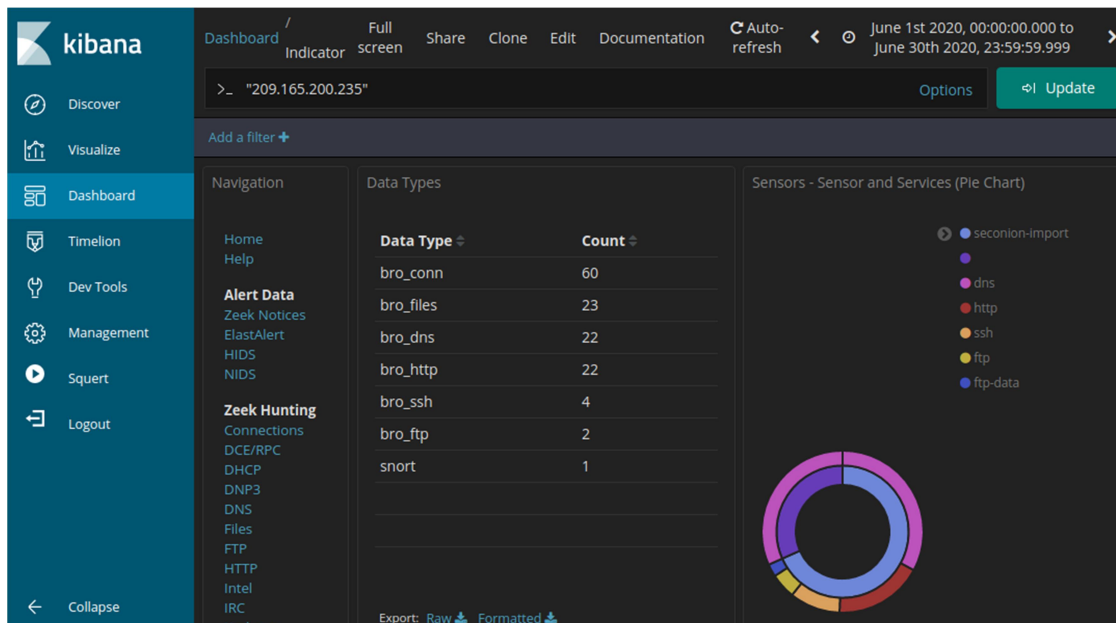 kibana
Discover
Visualize
Dashboard
Timelion
Dev Tools
Management
Squert
Logout
Collapse
Dashboard / Indicator
Full screen
Share
Clone
Edit
Documentation
Auto-refresh
June 1st 2020, 00:00:00.000 to
June 30th 2020, 23:59:59.999
>_ "209.165.200.235"
Options
Update
Add a filter +
Navigation
Home
Help
Alert Data
Zeek Notices
ElastAlert
HIDS
NIDS
Zeek Hunting
Connections
DCE/RPC
DHCP
DNP3
DNS
Files
FTP
HTTP
Intel
IRC
Data Types
Data Type Count
bro_conn 60
bro_files 23
bro_dns 22
bro_http 22
bro_ssh 4
bro_ftp 2
snort 1
Export: Raw Formatted
Sensors - Sensor and Services (Pie Chart)
seconion-import
dns
http
ssh
ftp
ftp-data